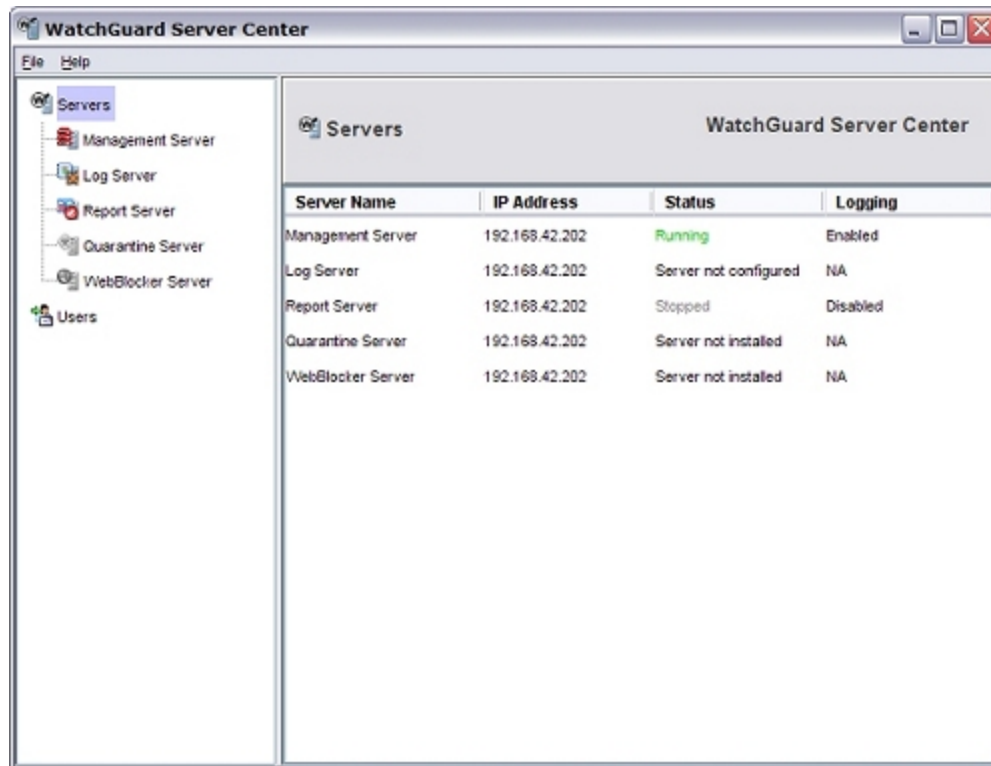 WatchGuard Server Center
File Help
Servers
Management Server
Log Server
Report Server
Quarantine Server
WebBlocker Server
Users
Servers WatchGuard Server Center
Server Name IP Address Status Logging
Management Server 192.168.42.202 Running Enabled
Log Server 192.168.42.202 Server not configured NA
Report Server 192.168.42.202 Stopped Disabled
Quarantine Server 192.168.42.202 Server not installed NA
WebBlocker Server 192.168.42.202 Server not installed NA